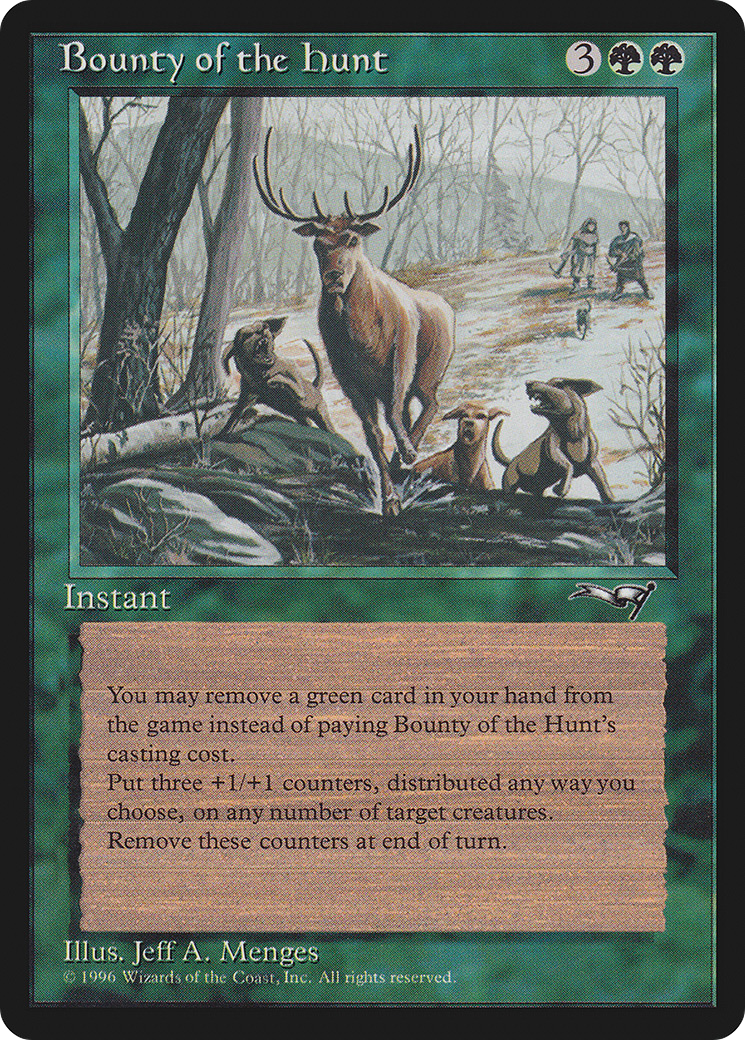 Bounty of the Hunt
3
Instant
You may remove a green card in your hand from
the game instead of paying Bounty of the Hunt's
casting cost.
Put three +1/+1 counters, distributed any way you
choose, on any number of target creatures.
Remove these counters at end of turn.
Illus. Jeff A. Menges
© 1996 Wizards of the Coast, Inc. All rights reserved.